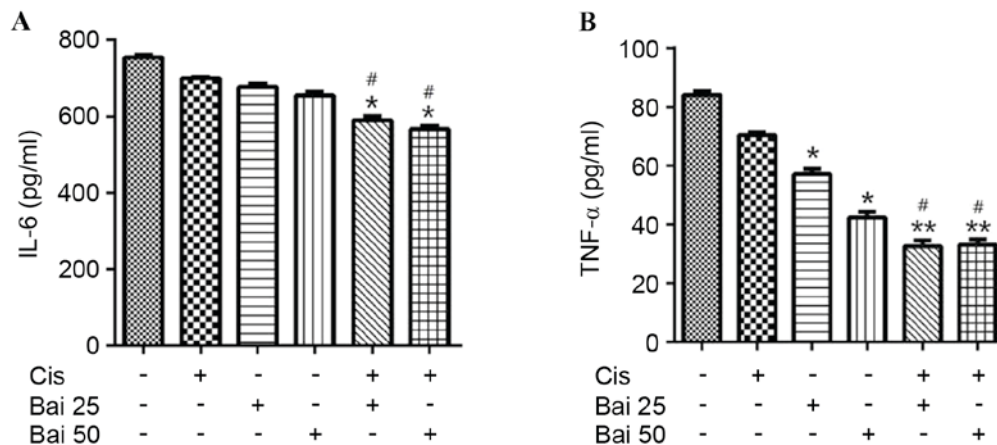 A
IL-6 (pg/ml)
800
600
400
200
0
#
*
#
*
Cis - + - - + +
Bai 25 - - + - + -
Bai 50 - - - + - +
B
TNF-α (pg/ml)
100
80
60
40
20
0
*
*
#
**
#
**
Cis - + - - + +
Bai 25 - - + - + -
Bai 50 - - - + - +